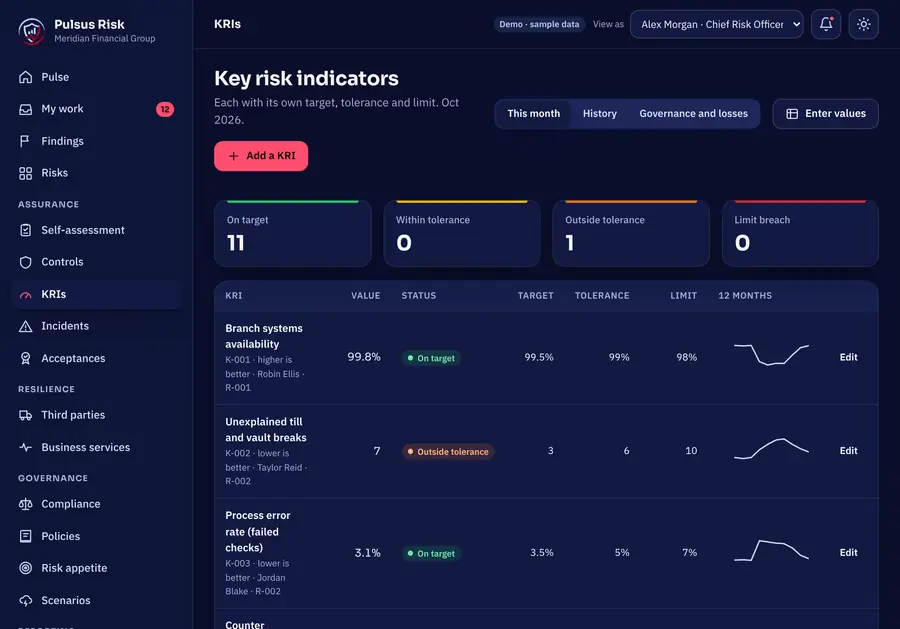 Pulsus Risk
Meridian Financial Group
Pulse
My work
12
Findings
Risks
ASSURANCE
Self-assessment
Controls
KRIs
Incidents
Acceptances
RESILIENCE
Third parties
Business services
GOVERNANCE
Compliance
Policies
Risk appetite
Scenarios
KRIs
Demo · sample data
View as
Alex Morgan · Chief Risk Officer
Key risk indicators
Each with its own target, tolerance and limit. Oct
2026.
This month
History
Governance and losses
Enter values
Add a KRI
On target
11
Within tolerance
0
Outside tolerance
1
Limit breach
0
KRI VALUE STATUS TARGET TOLERANCE LIMIT 12 MONTHS
Branch systems
availability
K-001 · higher is
better · Robin Ellis ·
R-001
99.8% On target 99.5% 99% 98% Edit
Unexplained till
and vault breaks
K-002 · lower is
better · Taylor Reid ·
R-002
7 Outside tolerance 3 6 10 Edit
Process error
rate (failed
checks)
K-003 · lower is
better · Jordan
Blake · R-002
3.1% On target 3.5% 5% 7% Edit
Counter